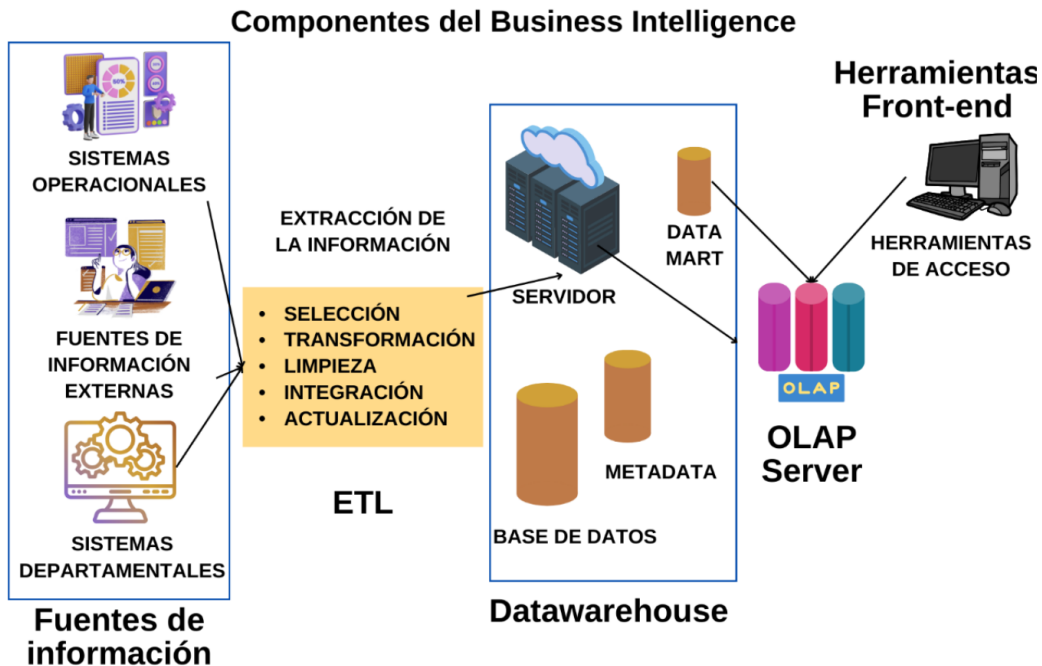 Componentes del Business Intelligence
SISTEMAS
OPERACIONALES
FUENTES DE
INFORMACIÓN
EXTERNAS
SISTEMAS
DEPARTAMENTALES
Fuentes de
información
EXTRACCIÓN DE
LA INFORMACIÓN
• SELECCIÓN
• TRANSFORMACIÓN
• LIMPIEZA
• INTEGRACIÓN
• ACTUALIZACIÓN
ETL
SERVIDOR
DATA
MART
METADATA
BASE DE DATOS
Datawarehouse
Herramientas
Front-end
HERRAMIENTAS
DE ACCESO
OLAP
OLAP
Server